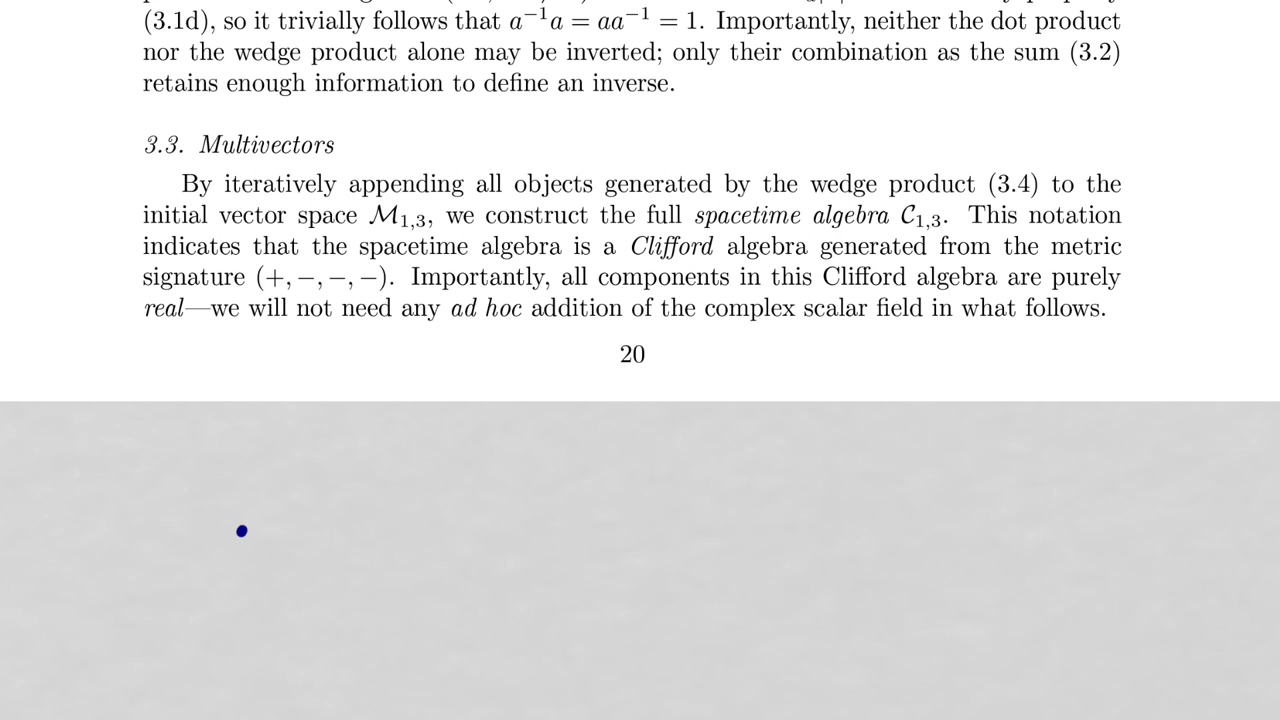 (3.1d), so it trivially follows that a⁻¹a = aa⁻¹ = 1. Importantly, neither the dot product
nor the wedge product alone may be inverted; only their combination as the sum (3.2)
retains enough information to define an inverse.
3.3. Multivectors
By iteratively appending all objects generated by the wedge product (3.4) to the
initial vector space ℳ₁,₃, we construct the full spacetime algebra 𝒞₁,₃. This notation
indicates that the spacetime algebra is a Clifford algebra generated from the metric
signature (+, −, −, −). Importantly, all components in this Clifford algebra are purely
real—we will not need any ad hoc addition of the complex scalar field in what follows.
20